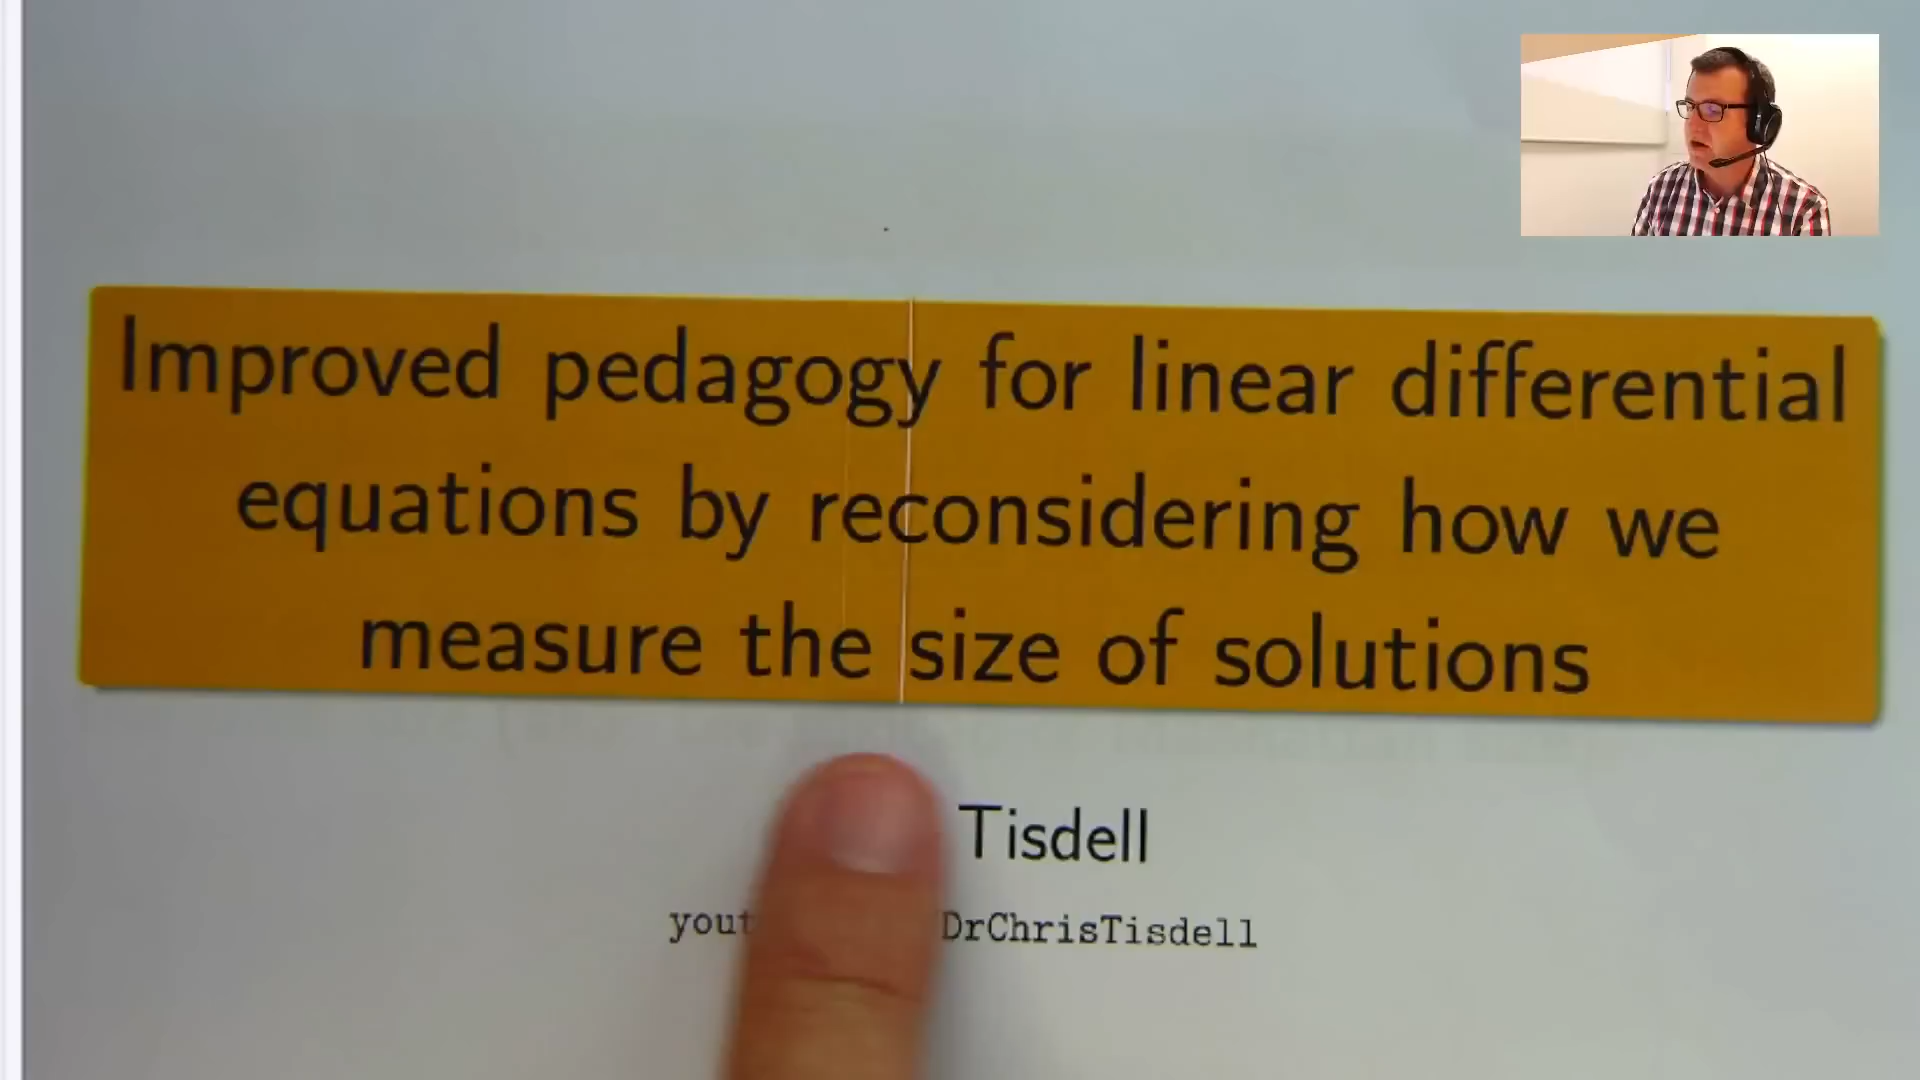 Improved pedagogy for linear differential
equations by reconsidering how we
measure the size of solutions
Tisdell
yout DrChrisTisdell